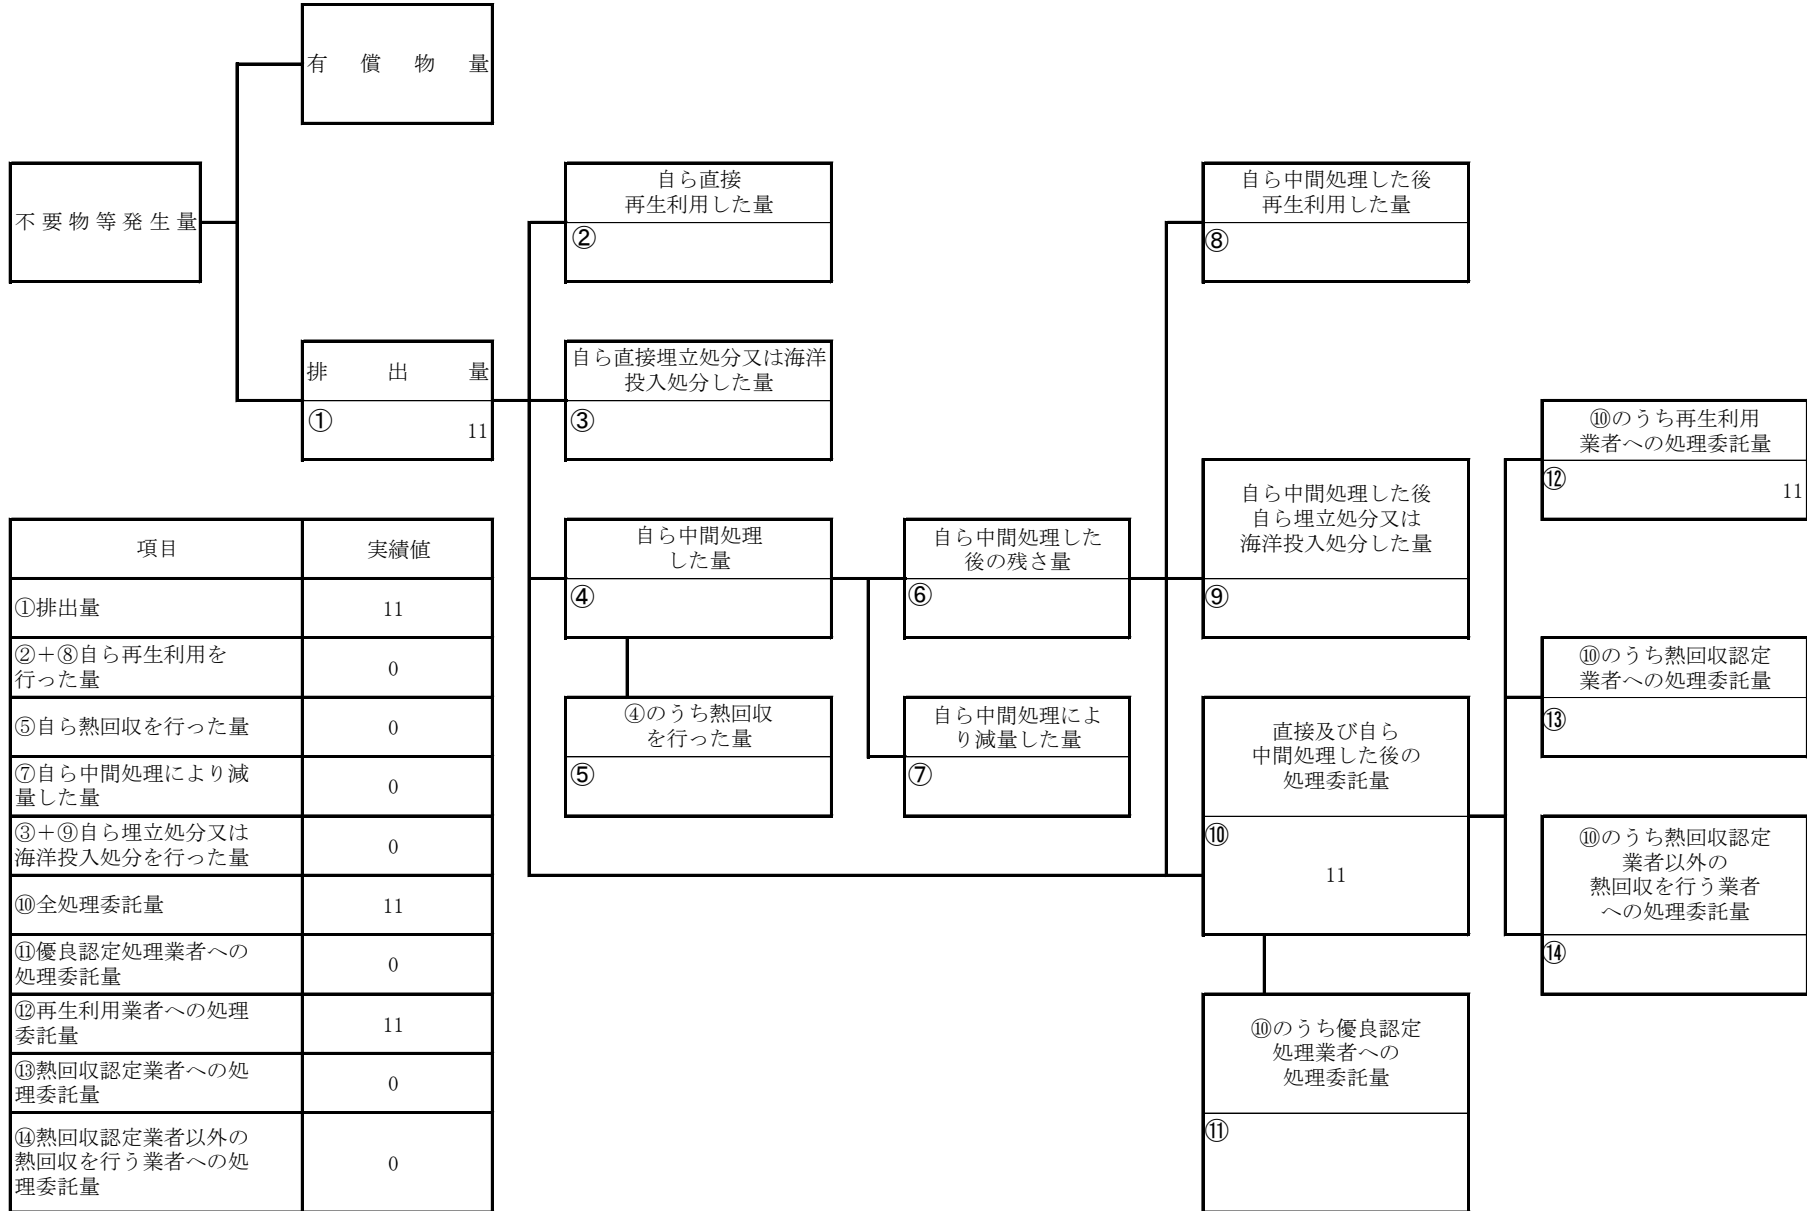 有償物量
不要物等発生量
排出量
①
11
自ら直接
再生利用した量
②
自ら直接埋立処分又は海洋
投入処分した量
③
自ら中間処理
した量
④
④のうち熱回収
を行った量
⑤
自ら中間処理した
後の残さ量
⑥
自ら中間処理によ
り減量した量
⑦
自ら中間処理した後
再生利用した量
⑧
自ら中間処理した後
自ら埋立処分又は
海洋投入処分した量
⑨
直接及び自ら
中間処理した後の
処理委託量
⑩
11
⑩のうち優良認定
処理業者への
処理委託量
⑪
⑩のうち再生利用
業者への処理委託量
⑫
11
⑩のうち熱回収認定
業者への処理委託量
⑬
⑩のうち熱回収認定
業者以外の
熱回収を行う業者
への処理委託量
⑭
項目 実績値
①排出量 11
②＋⑧自ら再生利用を
行った量 0
⑤自ら熱回収を行った量 0
⑦自ら中間処理により減
量した量 0
③＋⑨自ら埋立処分又は
海洋投入処分を行った量 0
⑩全処理委託量 11
⑪優良認定処理業者への
処理委託量 0
⑫再生利用業者への処理
委託量 11
⑬熱回収認定業者への処
理委託量 0
⑭熱回収認定業者以外の
熱回収を行う業者への処
理委託量 0